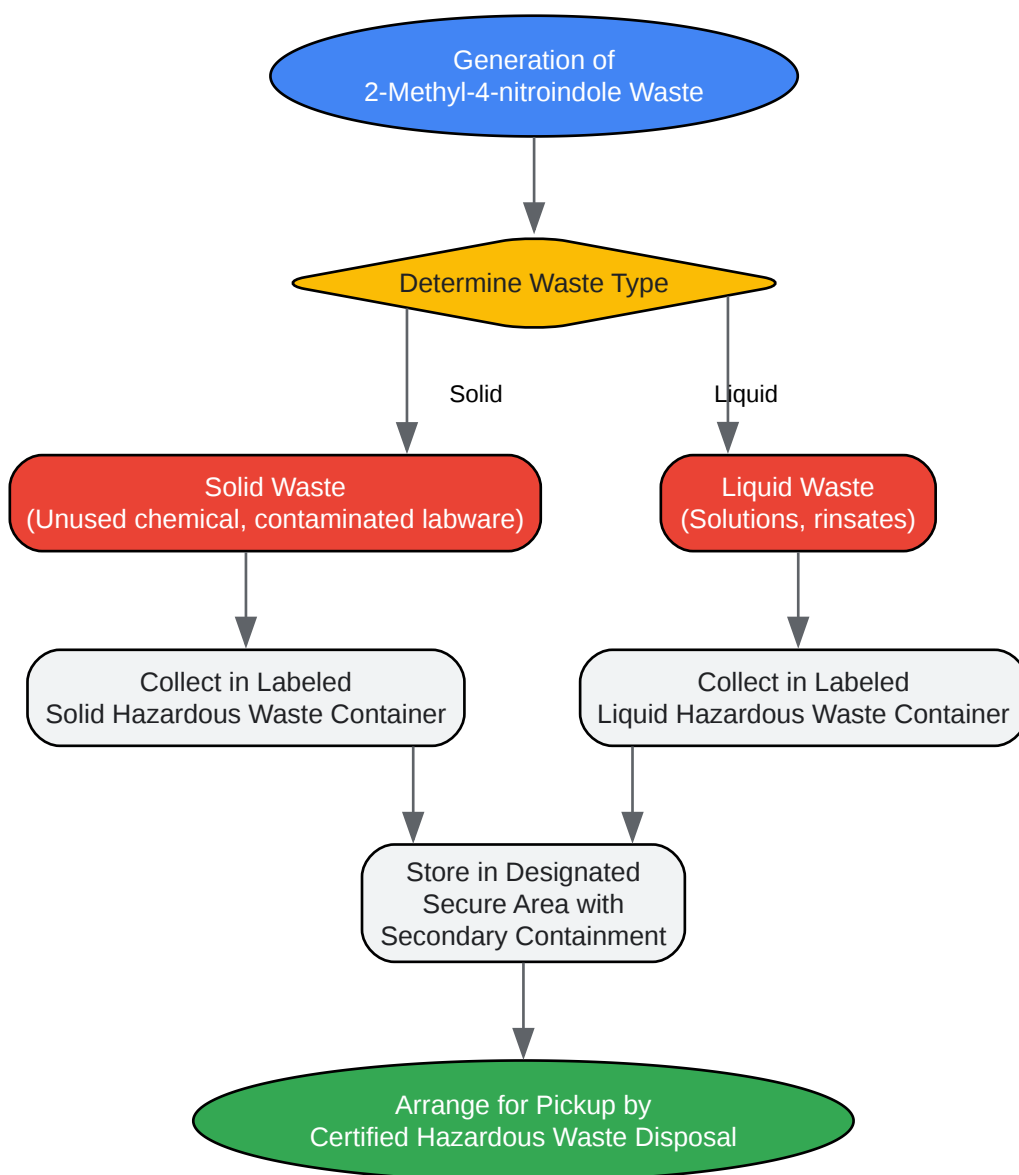 Generation of
2-Methyl-4-nitroindole Waste
Determine Waste Type
Solid
Liquid
Solid Waste
(Unused chemical, contaminated labware)
Liquid Waste
(Solutions, rinsates)
Collect in Labeled
Solid Hazardous Waste Container
Collect in Labeled
Liquid Hazardous Waste Container
Store in Designated
Secure Area with
Secondary Containment
Arrange for Pickup by
Certified Hazardous Waste Disposal